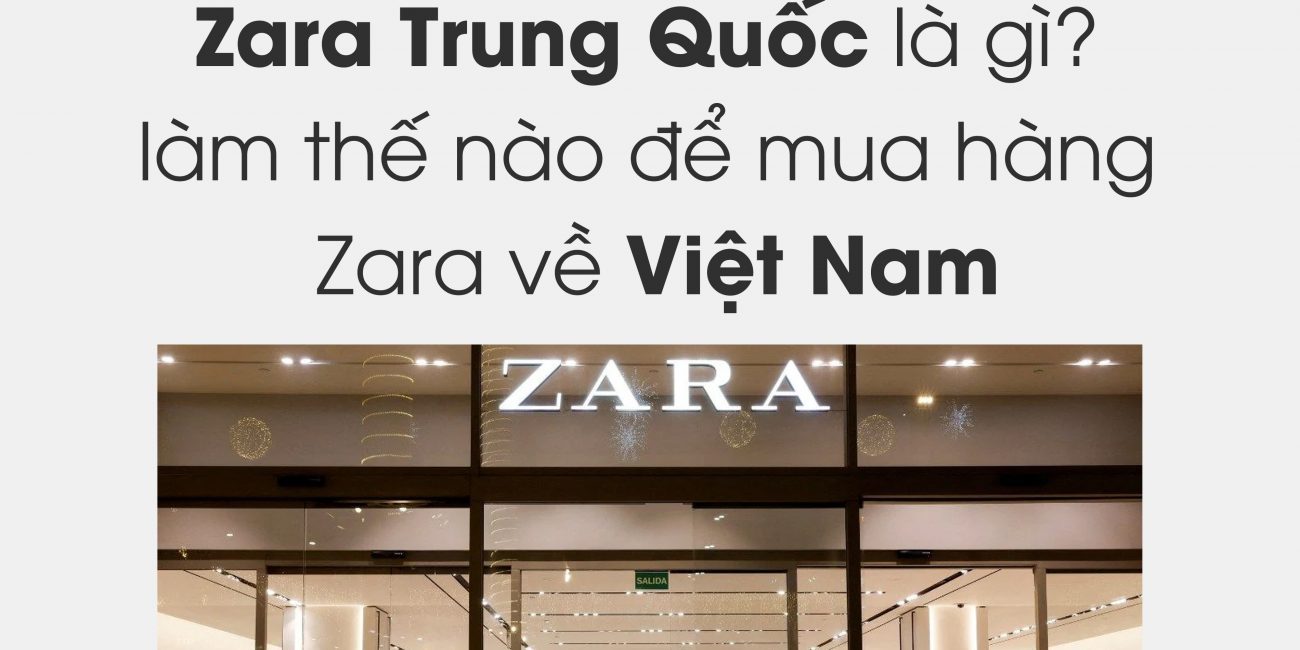 Zara Trung Quốc là gì?
làm thế nào để mua hàng
Zara về Việt Nam
ZARA
SALIDA